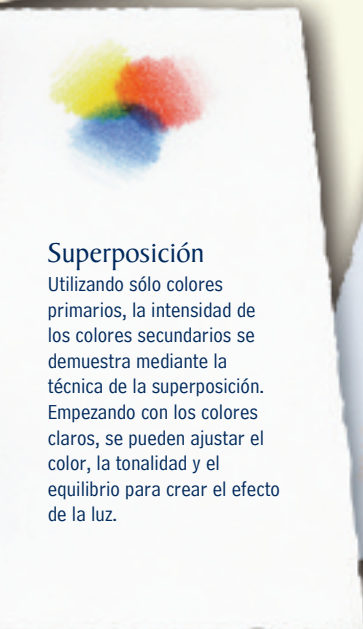 Superposición
Utilizando sólo colores
primarios, la intensidad de
los colores secundarios se
demuestra mediante la
técnica de la superposición.
Empezando con los colores
claros, se pueden ajustar el
color, la tonalidad y el
equilibrio para crear el efecto
de la luz.